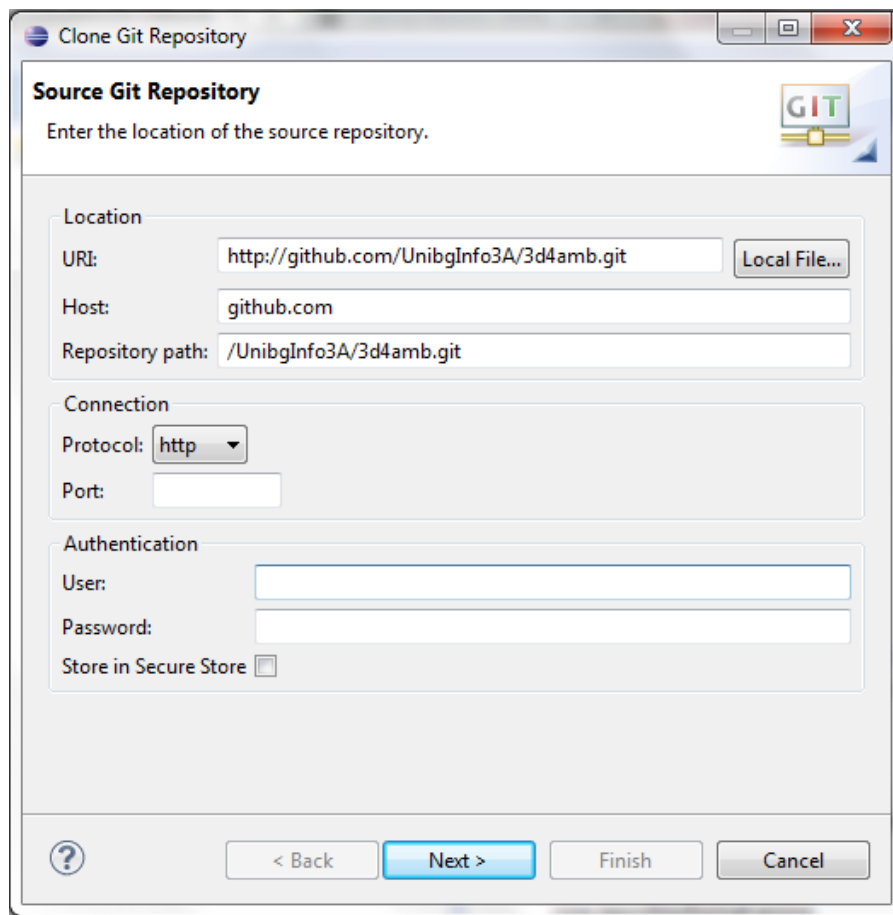 Clone Git Repository
Source Git Repository
Enter the location of the source repository.
GIT
Location
URI: http://github.com/UnibgInfo3A/3d4amb.git Local File...
Host: github.com
Repository path: /UnibgInfo3A/3d4amb.git
Connection
Protocol: http
Port:
Authentication
User:
Password:
Store in Secure Store
? < Back Next > Finish Cancel